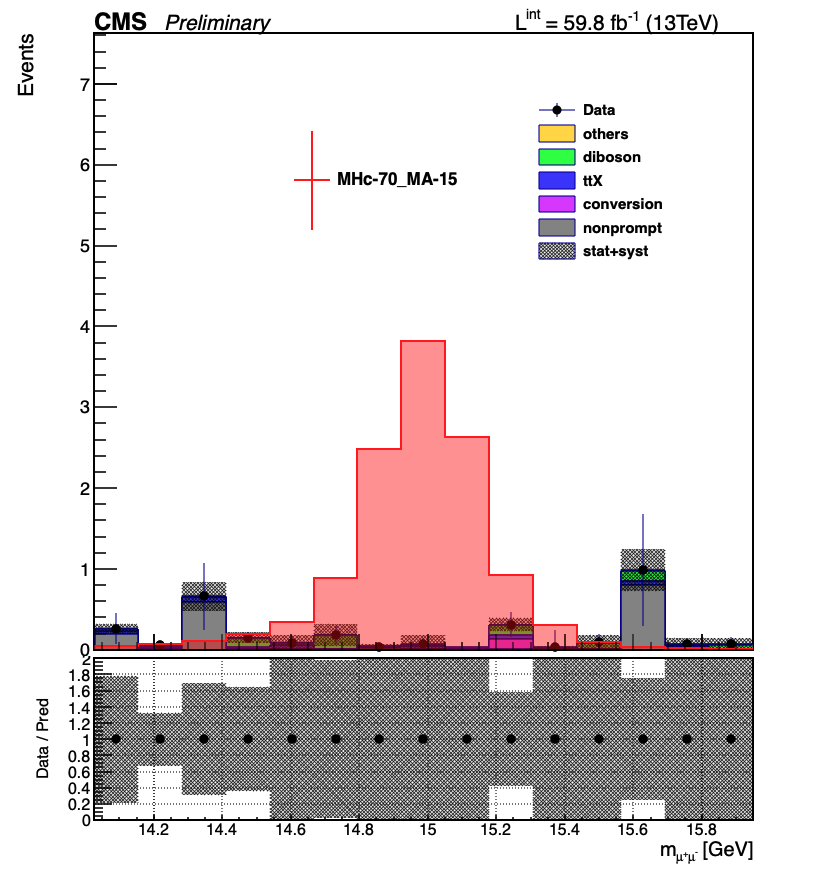 CMS Preliminary L^int = 59.8 fb^-1 (13TeV)
Events
7
6
5
4
3
2
1
0
MHc-70_MA-15
Data
others
diboson
ttX
conversion
nonprompt
stat+syst
Data / Pred
2
1.8
1.6
1.4
1.2
1
0.8
0.6
0.4
0.2
0
14.2 14.4 14.6 14.8 15 15.2 15.4 15.6 15.8
m_μ⁺μ⁻ [GeV]